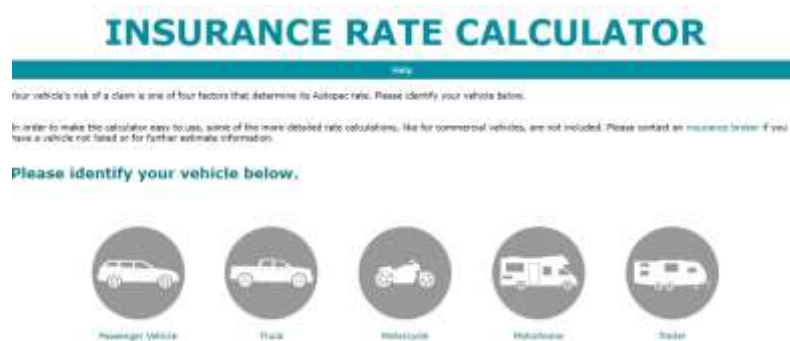 INSURANCE RATE CALCULATOR
Help
Your vehicle's risk of a claim is one of four factors that determine its Autopac rate. Please identify your vehicle below.
In order to make the calculator easy to use, some of the more detailed rate calculations, like for commercial vehicles, are not included. Please contact an insurance broker if you
have a vehicle not listed or for further estimate information.
Please identify your vehicle below.
Passenger Vehicle Truck Motorcycle Motorhome Trailer